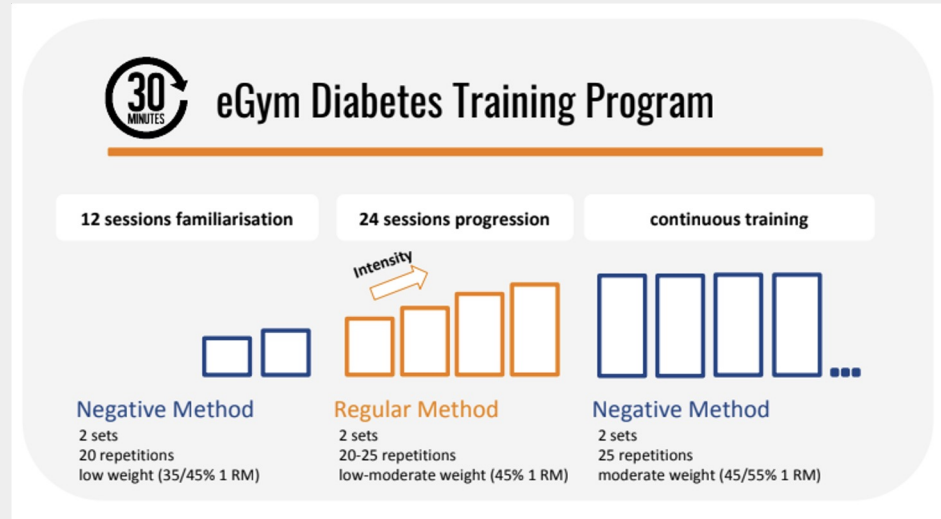 30
MINUTES
eGym Diabetes Training Program
12 sessions familiarisation
24 sessions progression
continuous training
Intensity
Negative Method
2 sets
20 repetitions
low weight (35/45% 1 RM)
Regular Method
2 sets
20-25 repetitions
low-moderate weight (45% 1 RM)
Negative Method
2 sets
25 repetitions
moderate weight (45/55% 1 RM)